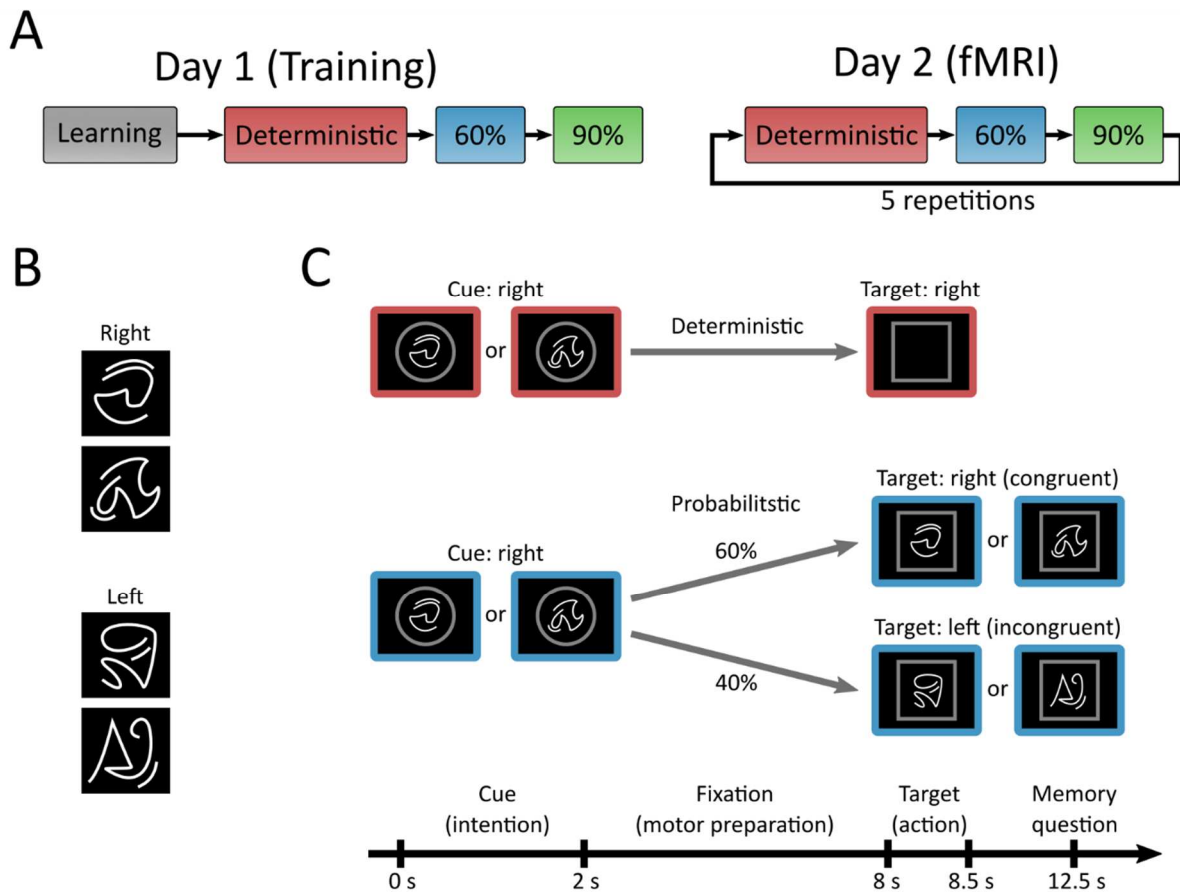 A
Day 1 (Training)
Day 2 (fMRI)
Learning
Deterministic
60%
90%
Deterministic
60%
90%
5 repetitions
B
Right
Left
C
Cue: right
Target: right
or
Deterministic
Probabilitstic
Cue: right
or
60%
40%
Target: right (congruent)
or
Target: left (incongruent)
or
Cue
(intention)
Fixation
(motor preparation)
Target
(action)
Memory
question
0 s
2 s
8 s
8.5 s
12.5 s